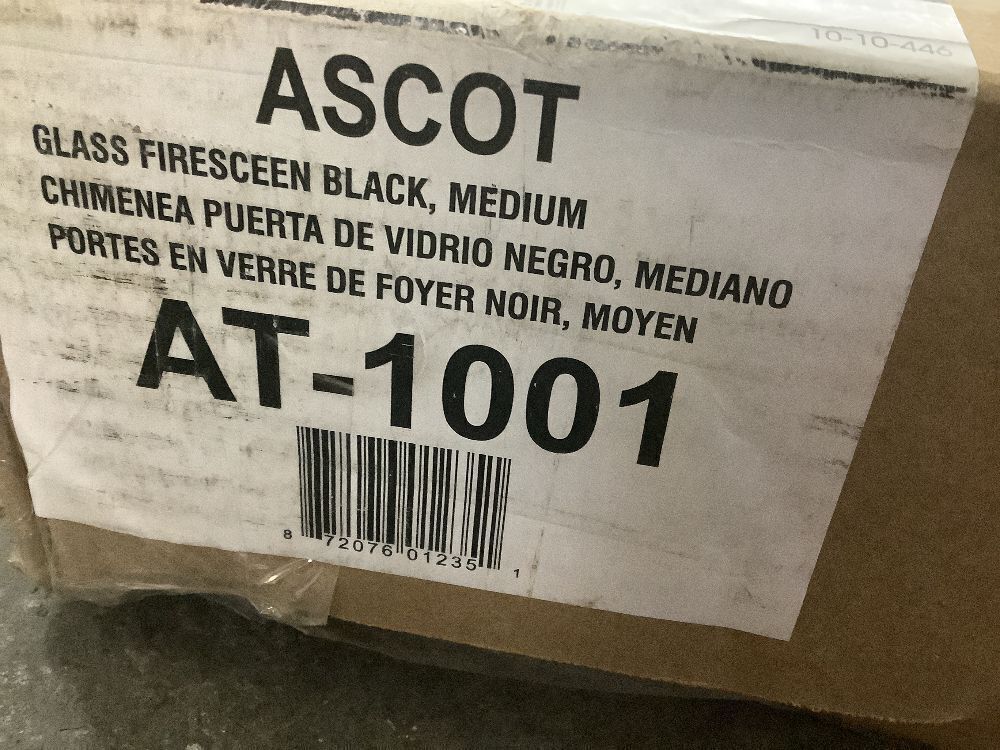 10-10-446
ASCOT
GLASS FIRESCEEN BLACK, MEDIUM
CHIMENEA PUERTA DE VIDRIO NEGRO, MEDIANO
PORTES EN VERRE DE FOYER NOIR, MOYEN
AT-1001
8 72076 01235 1